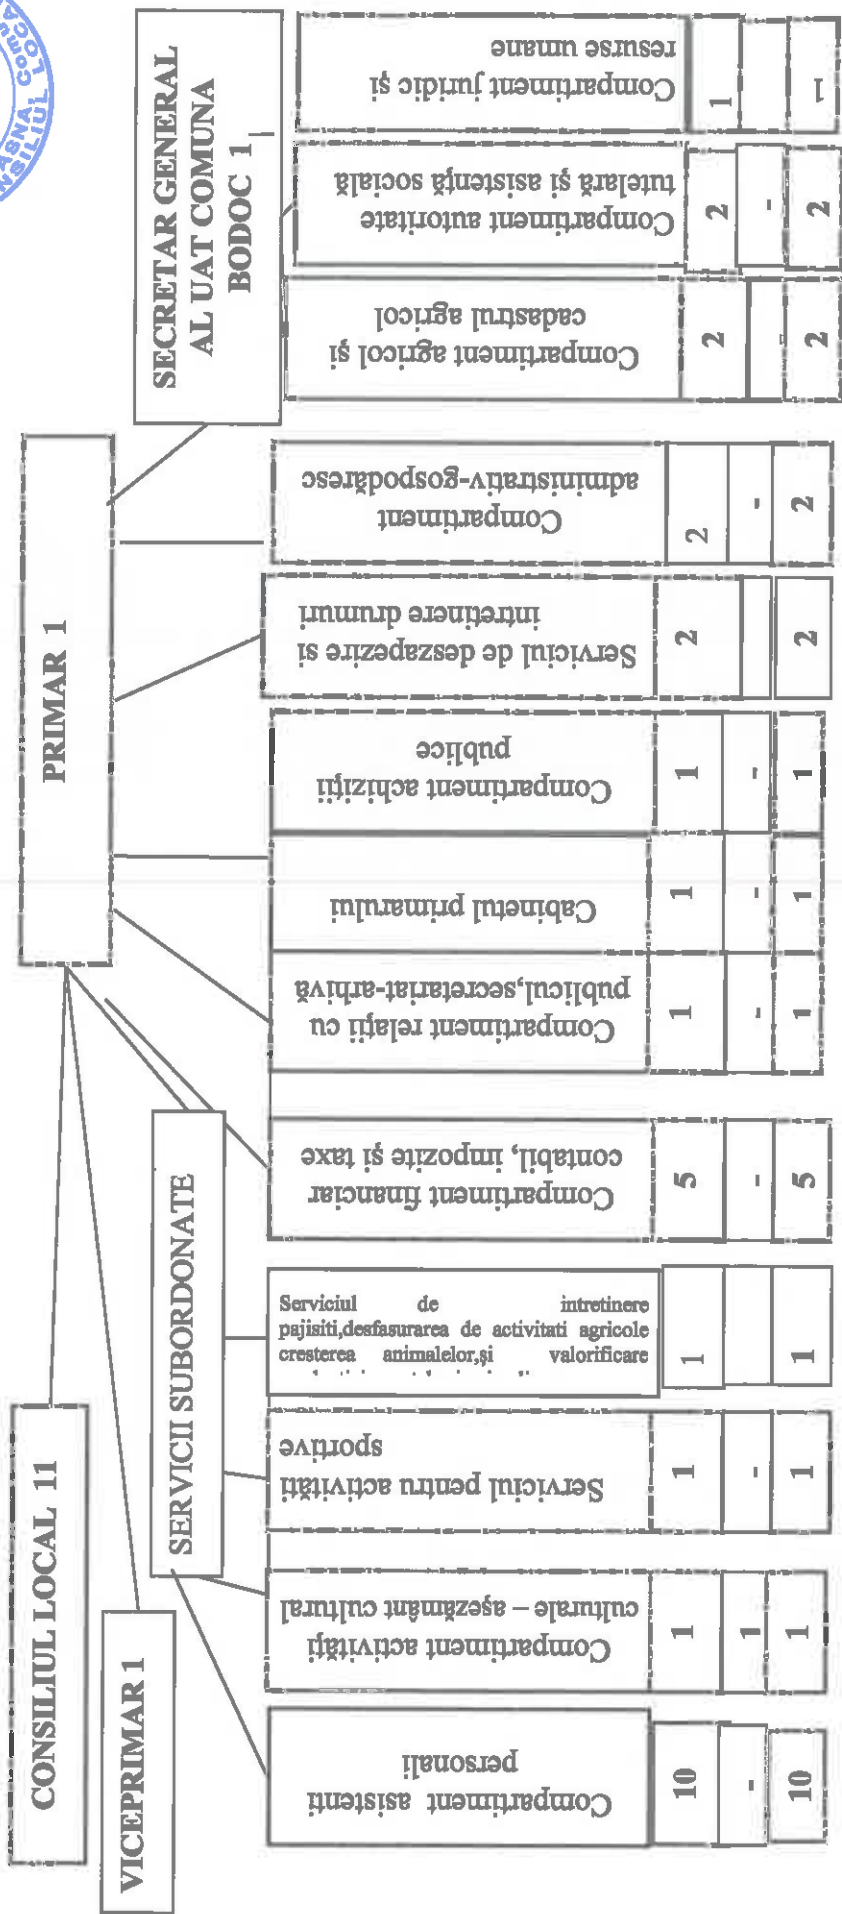 CONSILIUL LOCAL 11
PRIMAR 1
VICEPRIMAR 1
SECRETAR GENERAL
AL UAT COMUNA
BODOC 1
SERVICII SUBORDONATE
Compartiment asistenti
personali
10
-
10
Compartiment activităţi
culturale – aşezământ cultural
1
1
1
Serviciul pentru activităti
sportive
1
-
1
Serviciul de intretinere
pajisiti,desfasurarea de activitati agricole
cresterea animalelor,şi valorificare
1
1
Compartiment financiar
contabil, impozite şi taxe
5
-
5
Compartiment relaţii cu
publicul,secretariat-arhivă
1
-
1
Cabinetul primarului
1
-
1
Compartiment achiziţii
publice
1
-
1
Serviciul de deszapezire si
intretinere drumuri
2
2
Compartiment
administrativ-gospodăresc
2
-
2
Compartiment agricol şi
cadastrul agricol
2
-
2
Compartiment autoritate
tutelară şi asistenţă socială
2
-
2
Compartiment juridic şi
resurse umane
1
1